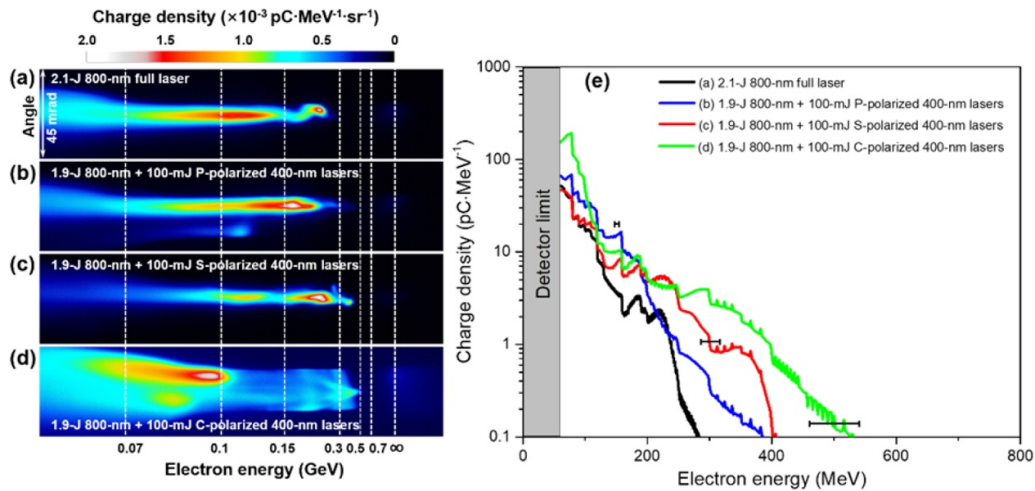 Charge density (×10⁻³ pC·MeV⁻¹·sr⁻¹)
2.0 1.5 1.0 0.5 0
(a) 2.1-J 800-nm full laser
Angle
45 mrad
(b) 1.9-J 800-nm + 100-mJ P-polarized 400-nm lasers
(c) 1.9-J 800-nm + 100-mJ S-polarized 400-nm lasers
(d) 1.9-J 800-nm + 100-mJ C-polarized 400-nm lasers
0.07 0.1 0.15 0.3 0.5 0.7 ∞
Electron energy (GeV)
(e)
(a) 2.1-J 800-nm full laser
(b) 1.9-J 800-nm + 100-mJ P-polarized 400-nm lasers
(c) 1.9-J 800-nm + 100-mJ S-polarized 400-nm lasers
(d) 1.9-J 800-nm + 100-mJ C-polarized 400-nm lasers
Charge density (pC·MeV⁻¹)
1000
100
10
1
0.1
Detector limit
0 200 400 600 800
Electron energy (MeV)